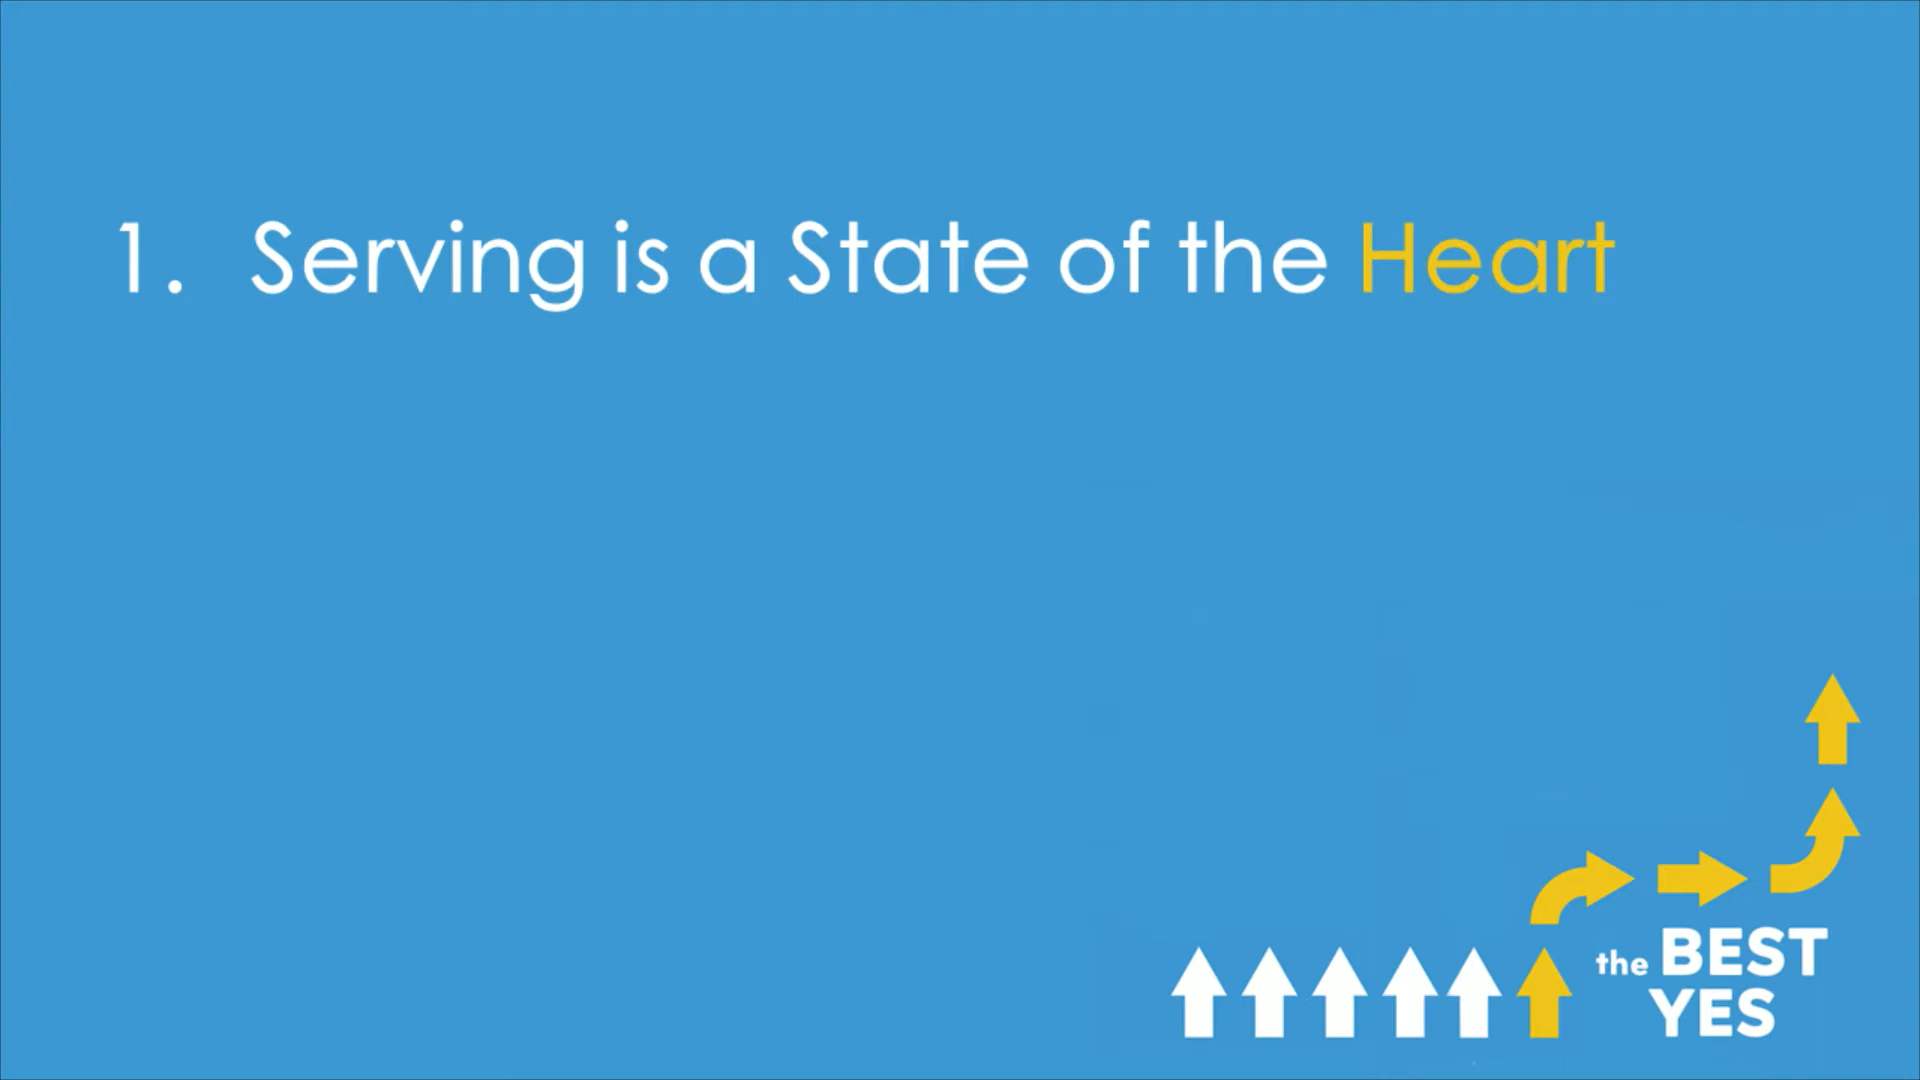 1. Serving is a State of the Heart
the BEST
YES